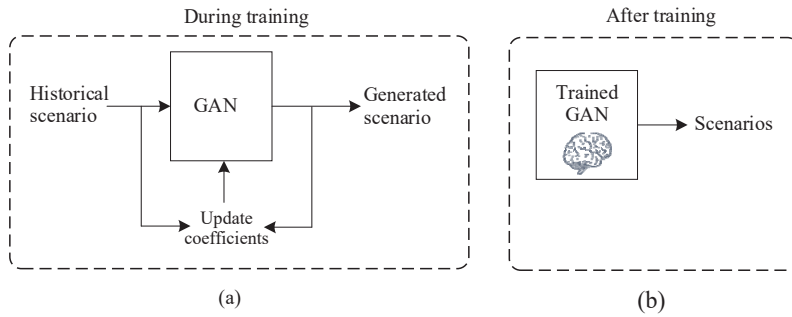 During training
Historical
scenario
GAN
Generated
scenario
Update
coefficients
(a)
After training
Trained
GAN
Scenarios
(b)